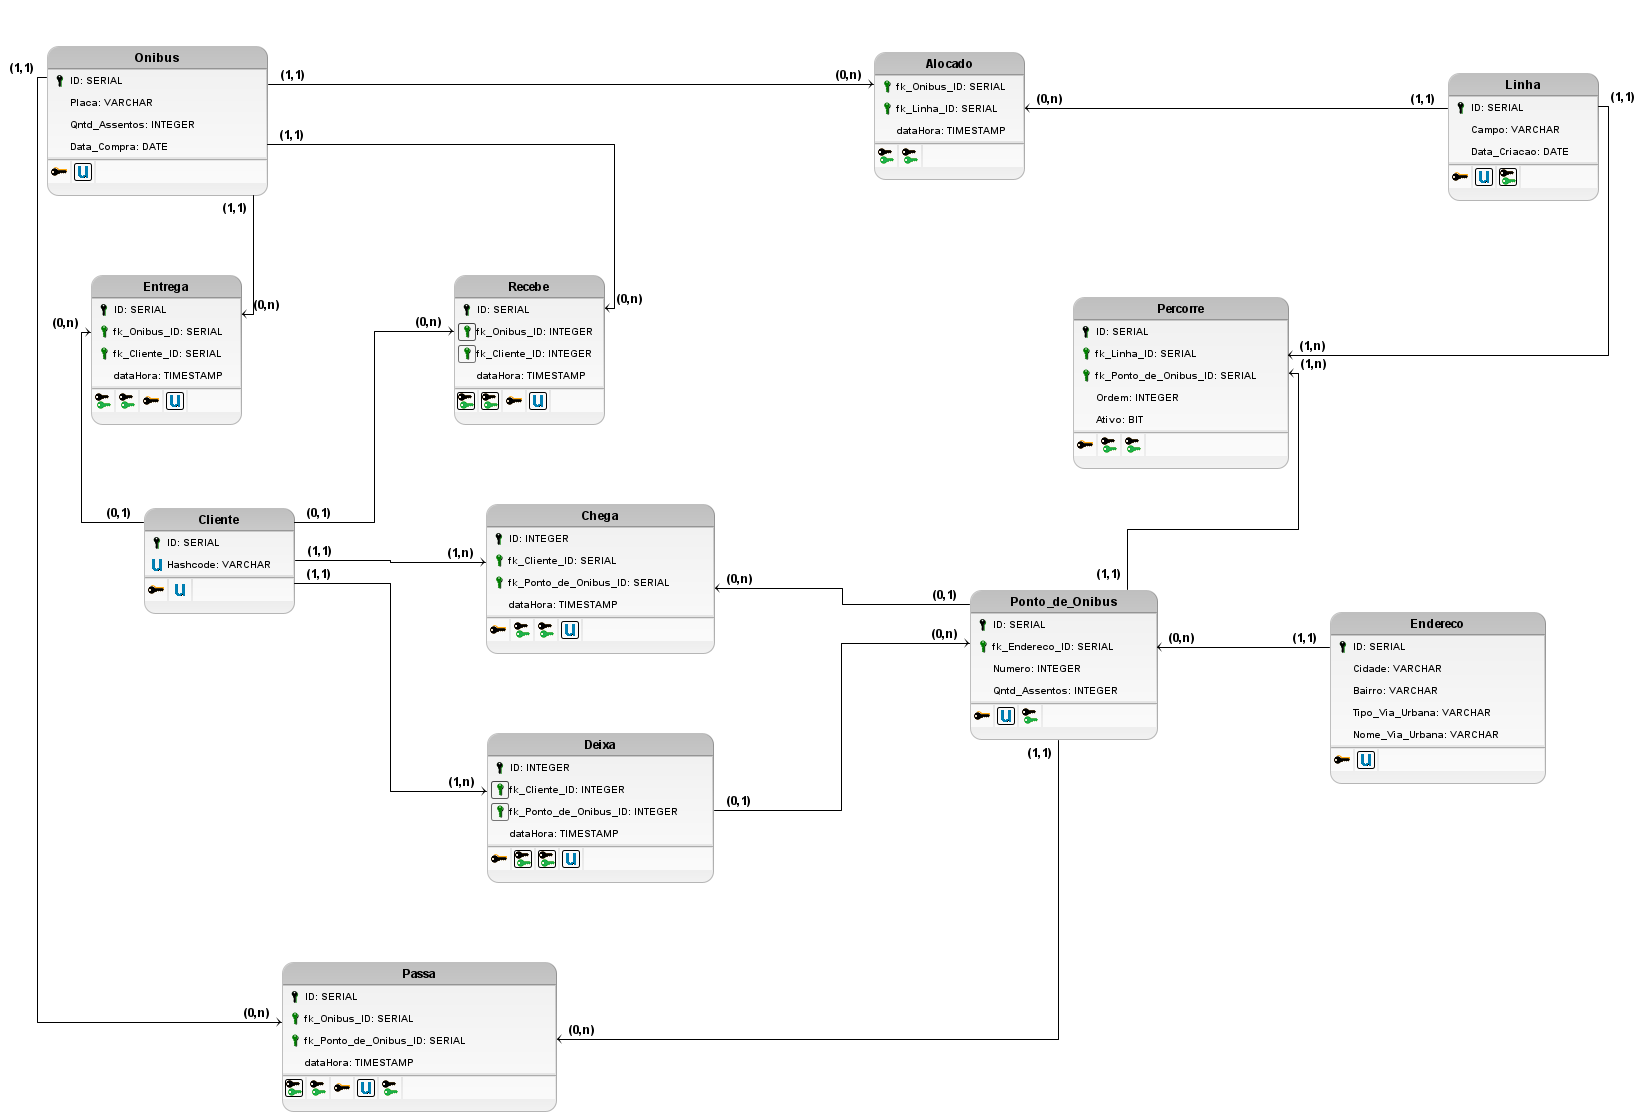 Onibus
ID: SERIAL
Placa: VARCHAR
Qntd_Assentos: INTEGER
Data_Compra: DATE
(1,1)
(1,1)
(1,1)
(1,1)
Alocado
fk_Onibus_ID: SERIAL
fk_Linha_ID: SERIAL
dataHora: TIMESTAMP
(0,n)
(0,n)
Linha
ID: SERIAL
Campo: VARCHAR
Data_Criacao: DATE
(1,1)
(1,1)
Entrega
ID: SERIAL
fk_Onibus_ID: SERIAL
fk_Cliente_ID: SERIAL
dataHora: TIMESTAMP
(0,n)
(0,n)
Recebe
ID: SERIAL
fk_Onibus_ID: INTEGER
fk_Cliente_ID: INTEGER
dataHora: TIMESTAMP
(0,n)
(0,n)
Percorre
ID: SERIAL
fk_Linha_ID: SERIAL
fk_Ponto_de_Onibus_ID: SERIAL
Ordem: INTEGER
Ativo: BIT
(1,n)
(1,n)
Cliente
ID: SERIAL
U Hashcode: VARCHAR
(0,1)
(0,1)
(1,1)
(1,1)
Chega
ID: INTEGER
fk_Cliente_ID: SERIAL
fk_Ponto_de_Onibus_ID: SERIAL
dataHora: TIMESTAMP
(1,n)
(0,n)
Ponto_de_Onibus
ID: SERIAL
fk_Endereco_ID: SERIAL
Numero: INTEGER
Qntd_Assentos: INTEGER
(1,1)
(0,1)
(0,n)
(0,n)
(1,1)
Endereco
ID: SERIAL
Cidade: VARCHAR
Bairro: VARCHAR
Tipo_Via_Urbana: VARCHAR
Nome_Via_Urbana: VARCHAR
(1,1)
Deixa
ID: INTEGER
fk_Cliente_ID: INTEGER
fk_Ponto_de_Onibus_ID: INTEGER
dataHora: TIMESTAMP
(1,n)
(0,1)
Passa
ID: SERIAL
fk_Onibus_ID: SERIAL
fk_Ponto_de_Onibus_ID: SERIAL
dataHora: TIMESTAMP
(0,n)
(0,n)